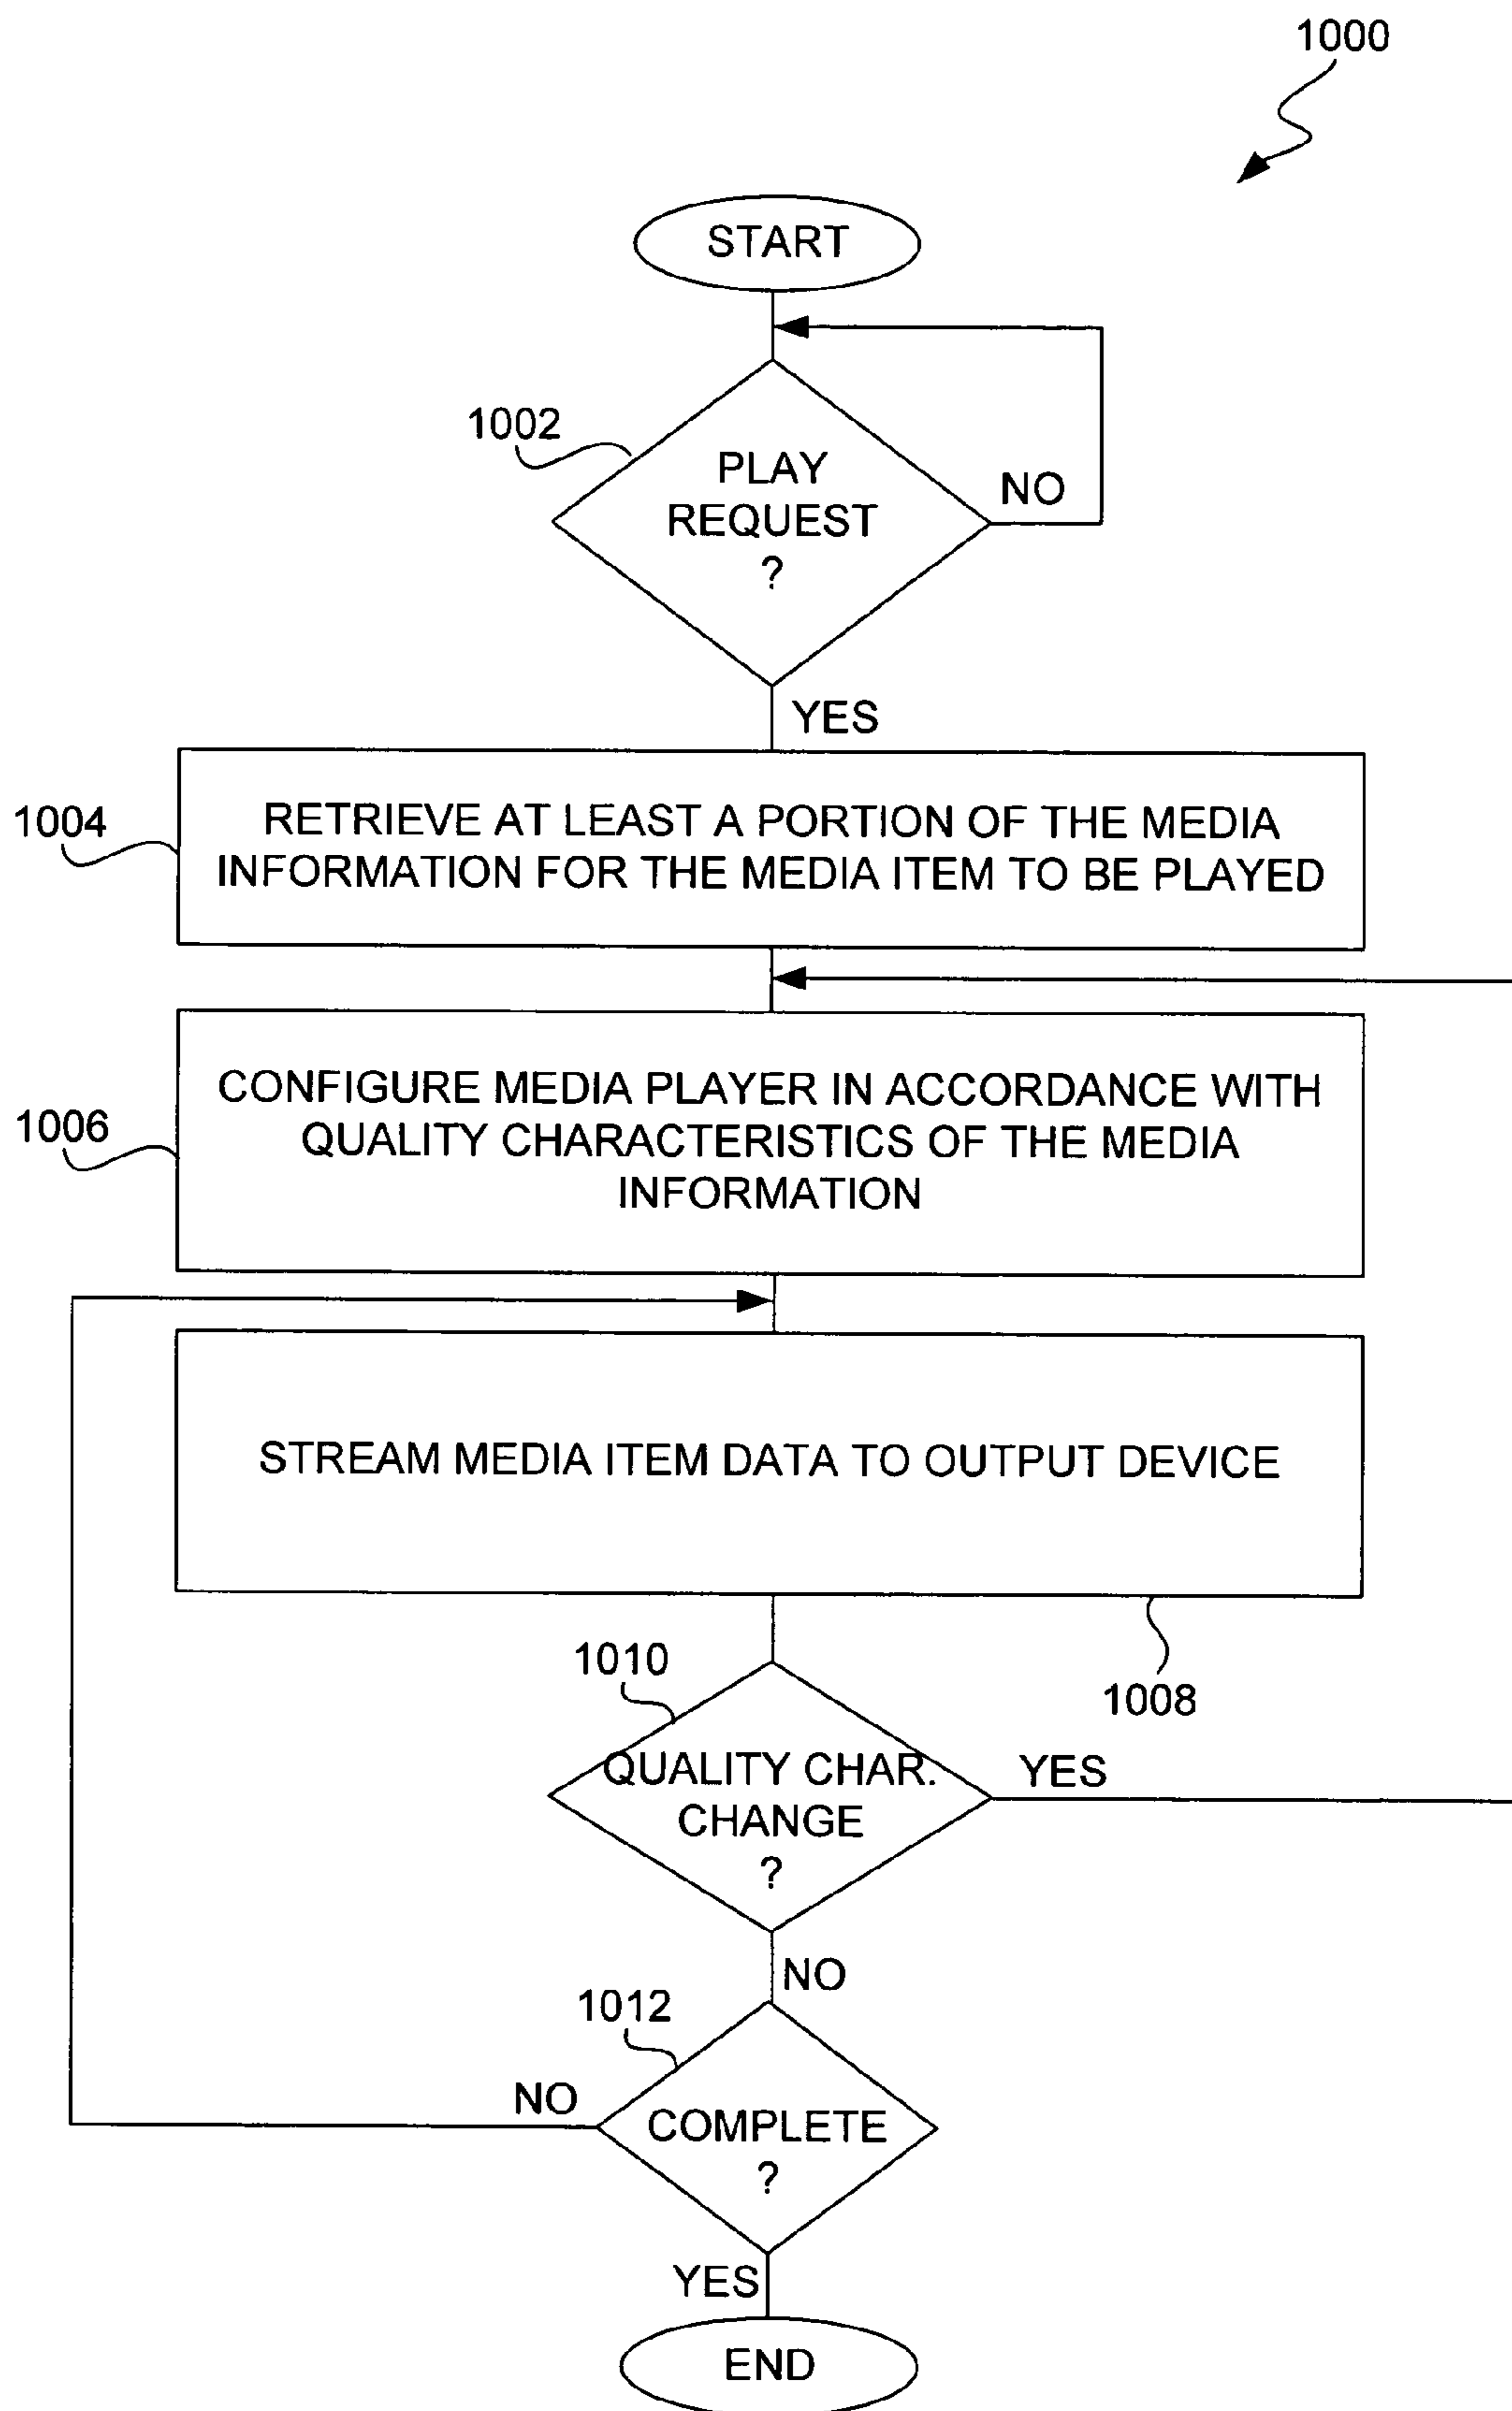 1000
START
1002
PLAY
REQUEST
?
NO
YES
1004
RETRIEVE AT LEAST A PORTION OF THE MEDIA
INFORMATION FOR THE MEDIA ITEM TO BE PLAYED
1006
CONFIGURE MEDIA PLAYER IN ACCORDANCE WITH
QUALITY CHARACTERISTICS OF THE MEDIA
INFORMATION
STREAM MEDIA ITEM DATA TO OUTPUT DEVICE
1008
1010
QUALITY CHAR.
CHANGE
?
YES
NO
1012
COMPLETE
?
NO
YES
END